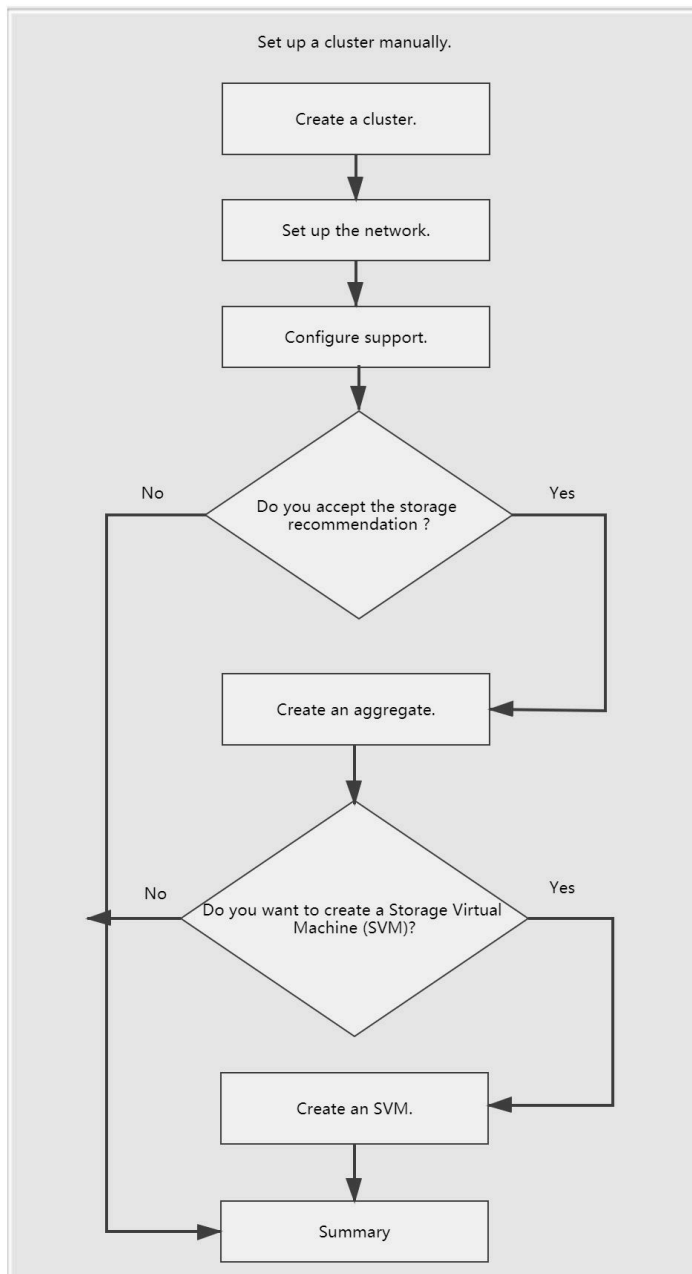 Set up a cluster manually.
Create a cluster.
Set up the network.
Configure support.
No
Yes
Do you accept the storage
recommendation ?
Create an aggregate.
No
Yes
Do you want to create a Storage Virtual
Machine (SVM)?
Create an SVM.
Summary